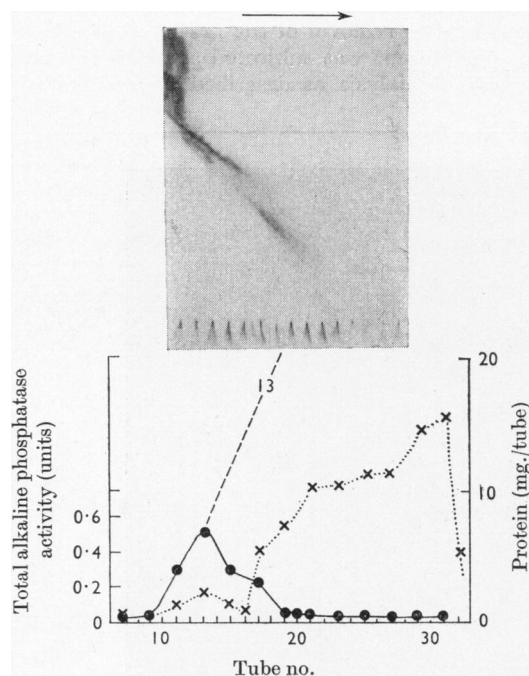 13
Total alkaline phosphatase
activity (units)
0·6
0·4
0·2
0
Protein (mg./tube)
20
10
0
10
20
30
Tube no.